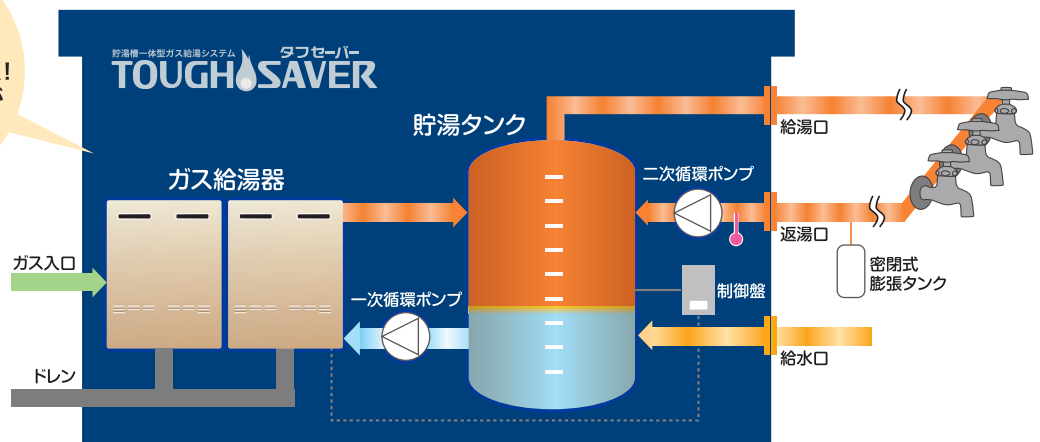 !
貯湯槽一体型ガス給湯システム
タフセーバー
TOUGH SAVER
貯湯タンク
給湯口
ガス給湯器
二次循環ポンプ
返湯口
ガス入口
密閉式
膨張タンク
制御盤
一次循環ポンプ
給水口
ドレン